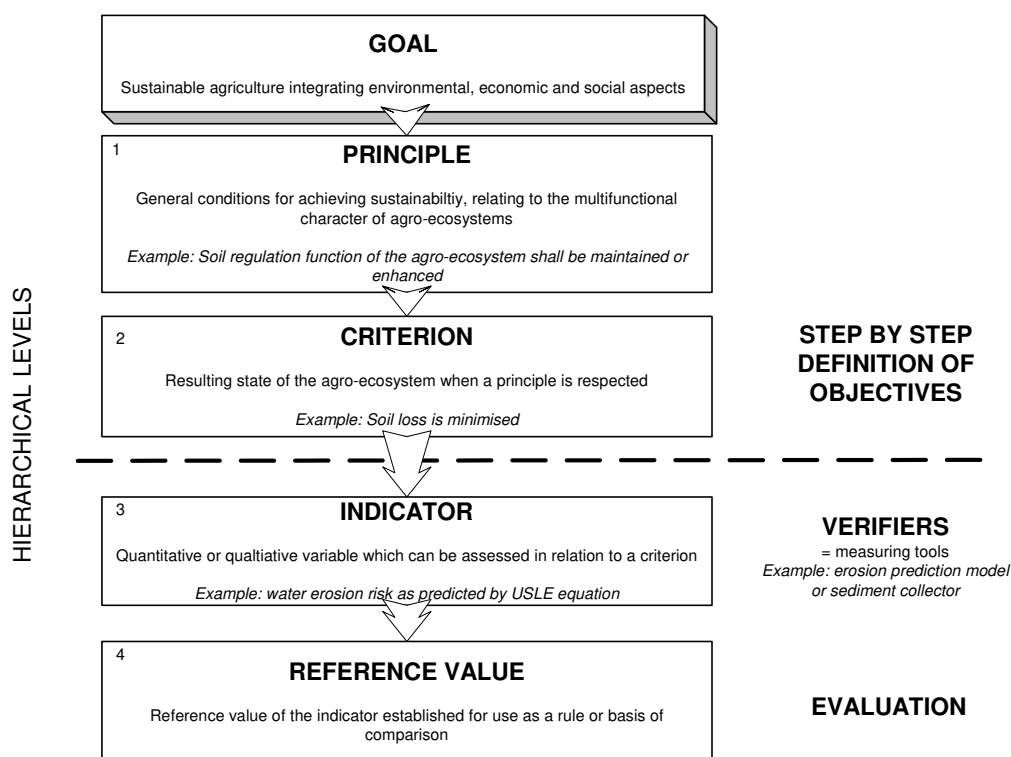 GOAL
Sustainable agriculture integrating environmental, economic and social aspects
1
PRINCIPLE
General conditions for achieving sustainabiltiy, relating to the multifunctional
character of agro-ecosystems
Example: Soil regulation function of the agro-ecosystem shall be maintained or
enhanced
HIERARCHICAL LEVELS
2
CRITERION
Resulting state of the agro-ecosystem when a principle is respected
Example: Soil loss is minimised
STEP BY STEP
DEFINITION OF
OBJECTIVES
3
INDICATOR
Quantitative or qualtiative variable which can be assessed in relation to a criterion
Example: water erosion risk as predicted by USLE equation
VERIFIERS
= measuring tools
Example: erosion prediction model
or sediment collector
4
REFERENCE VALUE
Reference value of the indicator established for use as a rule or basis of
comparison
EVALUATION